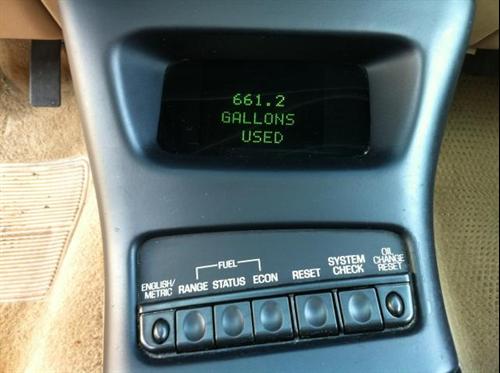 661.2
GALLONS
USED
FUEL
ENGLISH/
METRIC
RANGE STATUS ECON
RESET
SYSTEM
CHECK
OIL
CHANGE
RESET